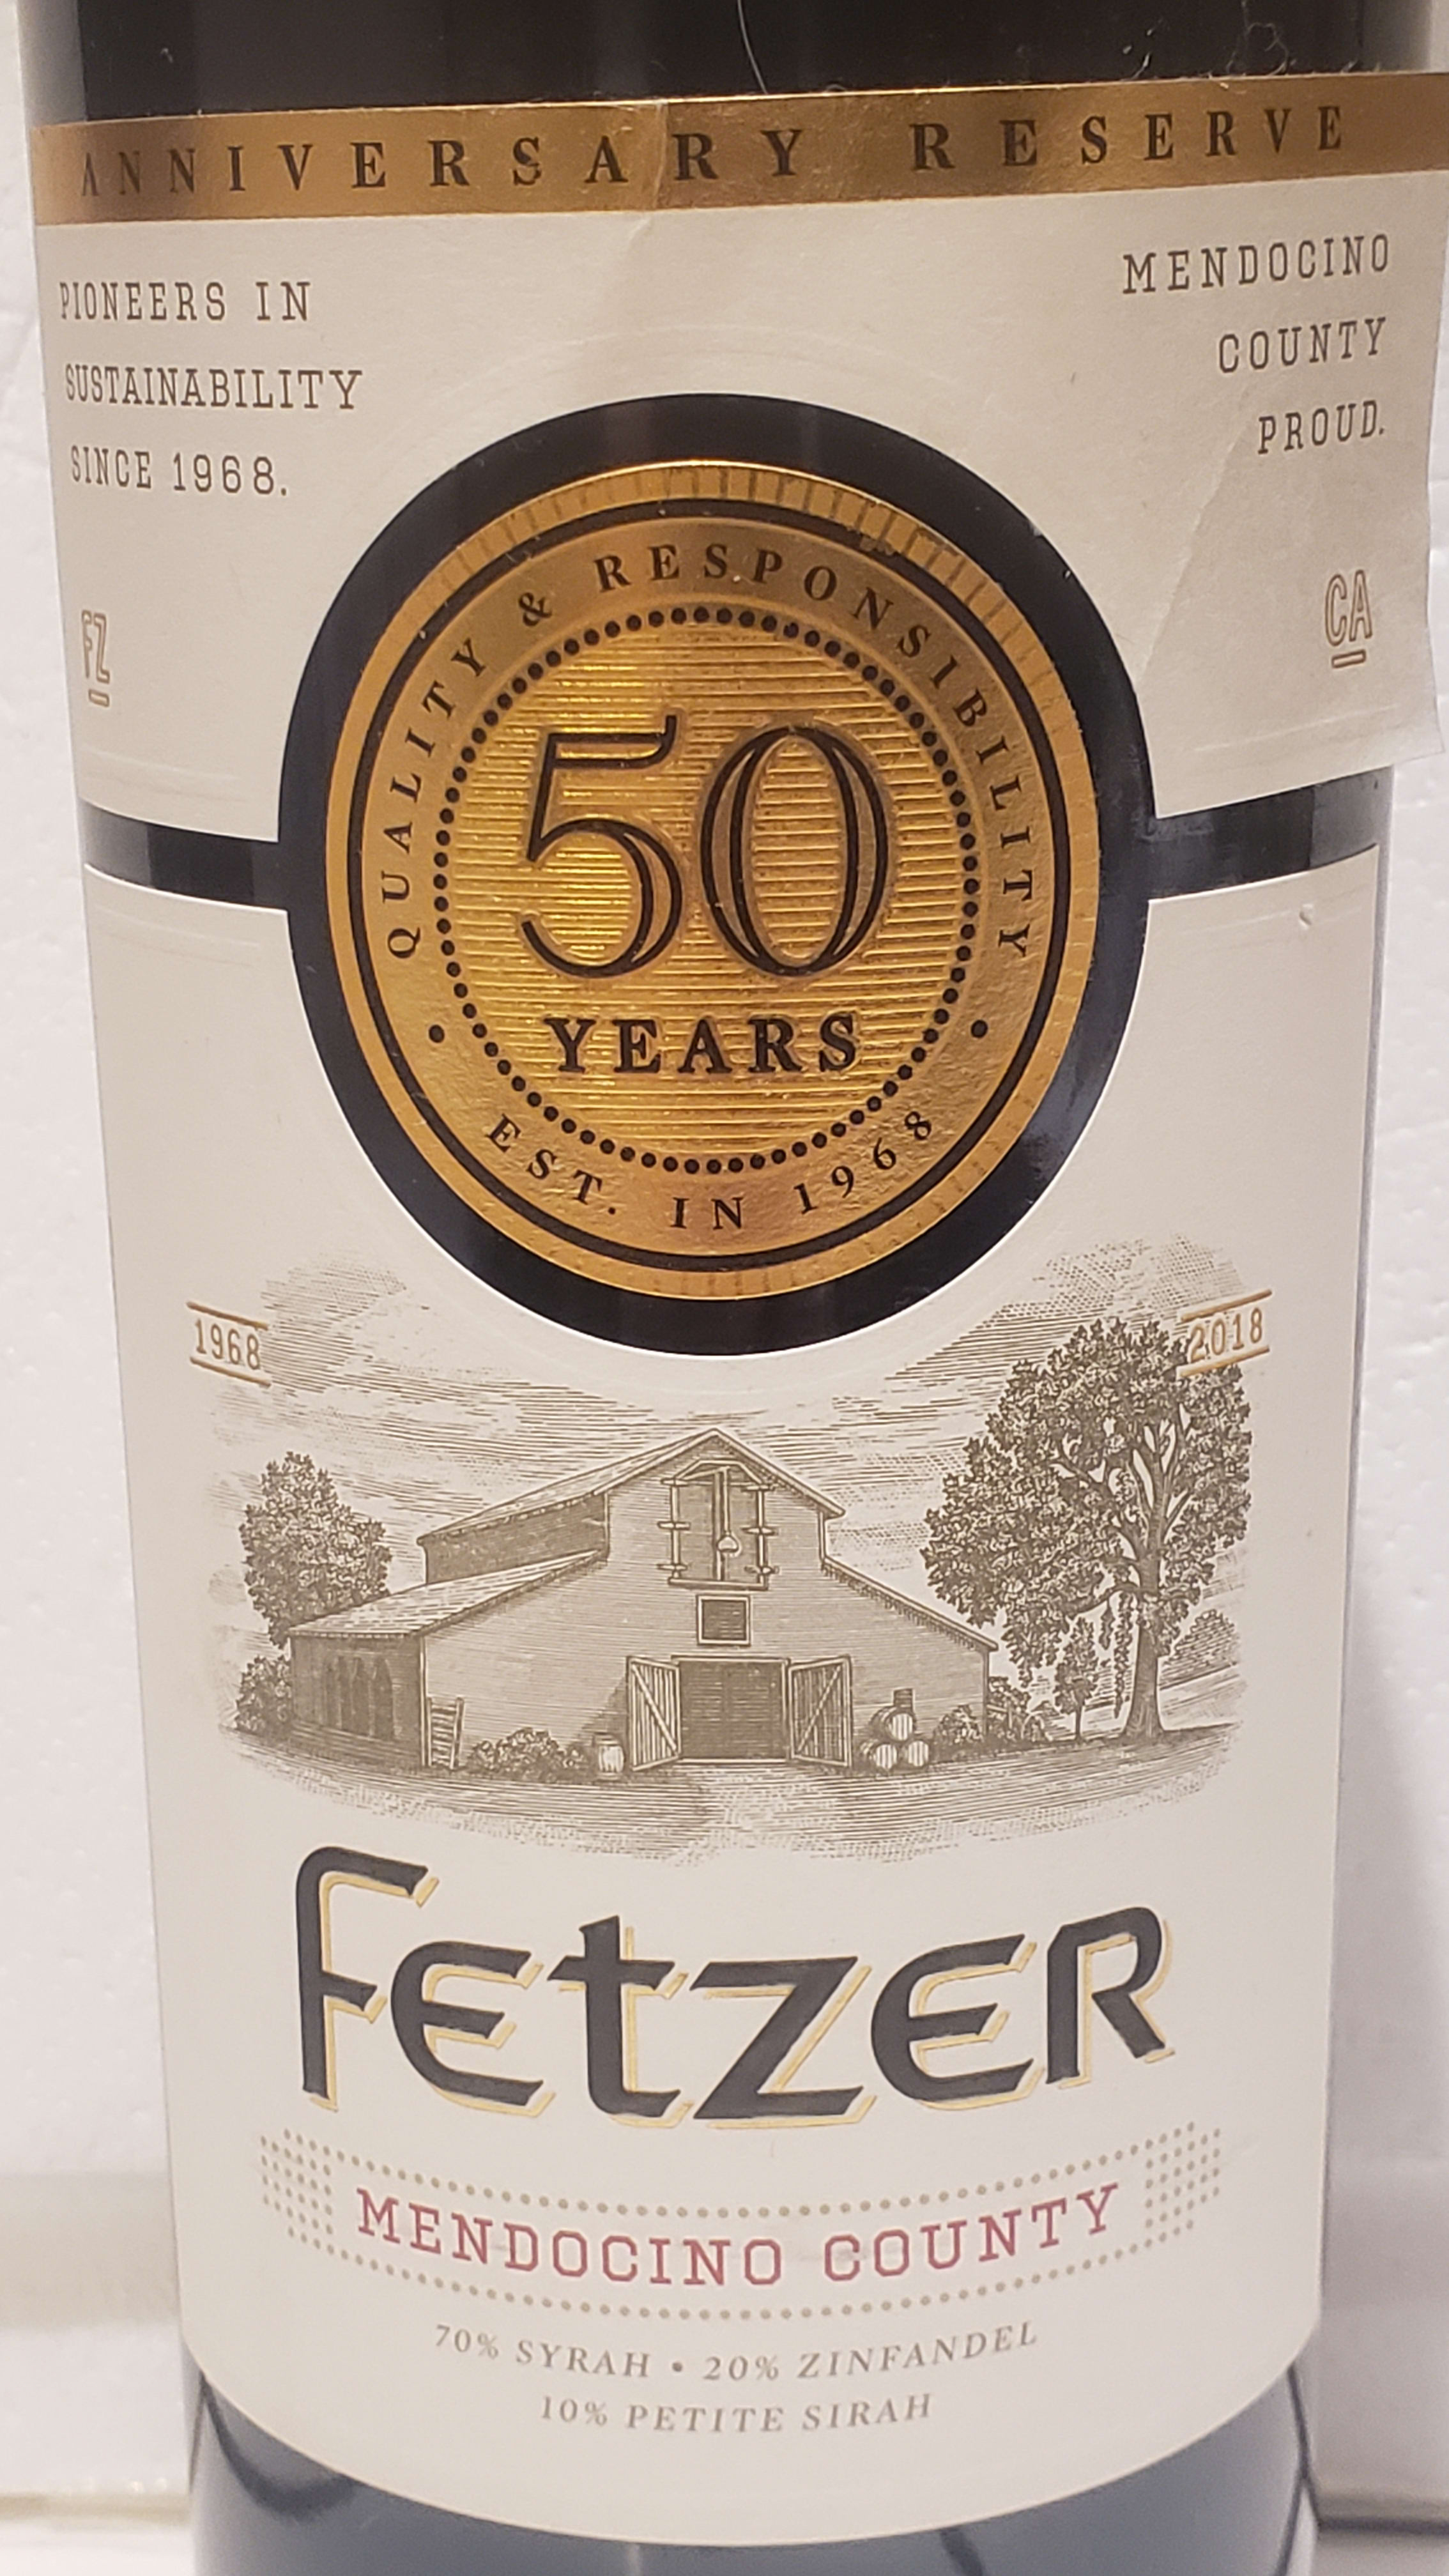 ANNIVERSARY RESERVE
PIONEERS IN
SUSTAINABILITY
SINCE 1968.
MENDOCINO
COUNTY
PROUD.
FZ
CA
QUALITY & RESPONSIBILITY
50
YEARS
EST. IN 1968
1968
2018
FEtZER
MENDOCINO COUNTY
70% SYRAH • 20% ZINFANDEL
10% PETITE SIRAH